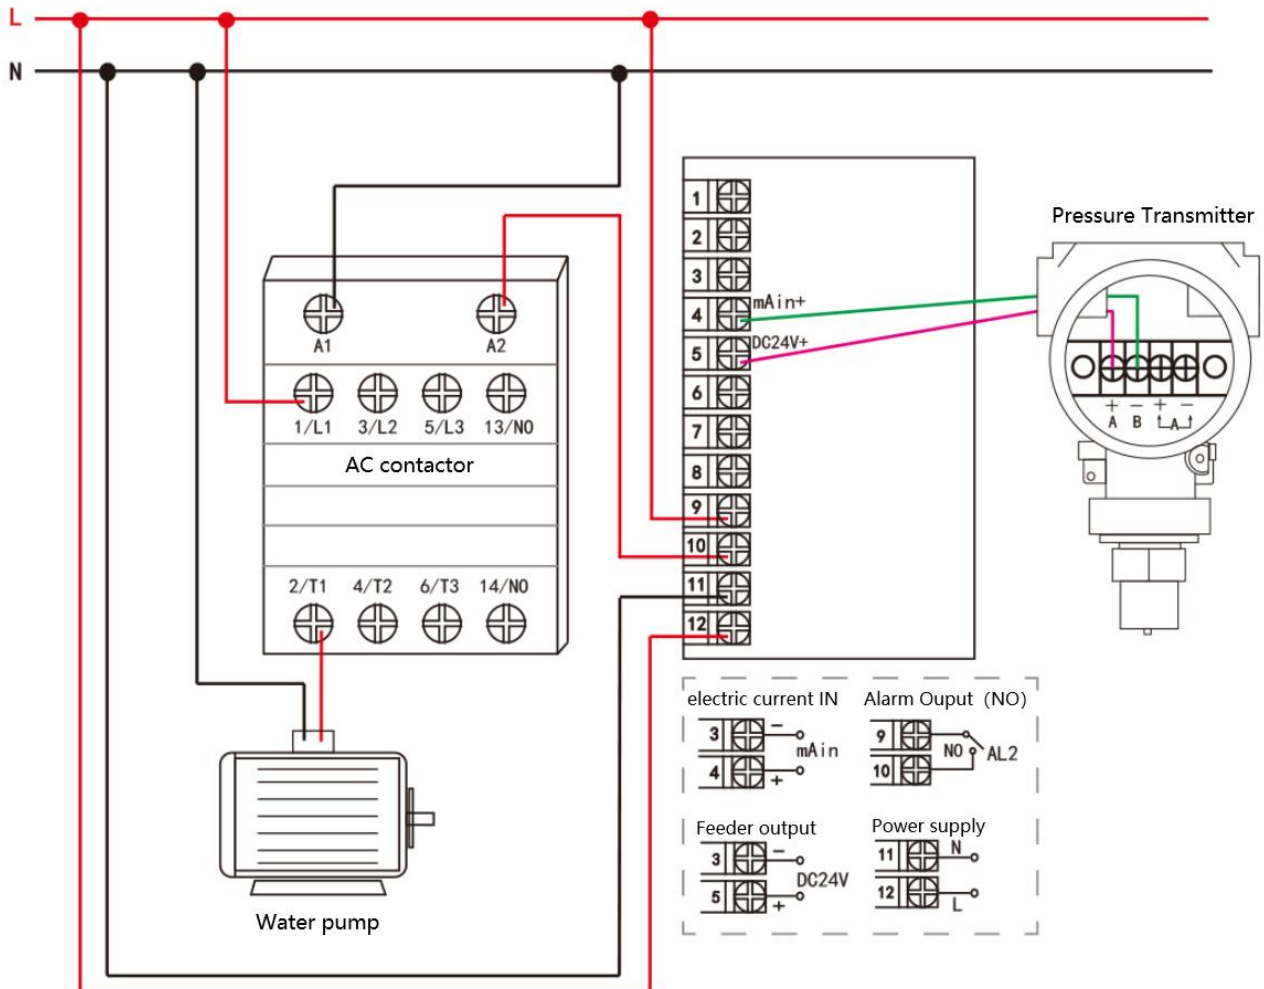 L
N
Pressure Transmitter
1
2
3
4 mAin+
5 DC24V+
6
7
8
9
10
11
12
A1 A2
1/L1 3/L2 5/L3 13/NO
AC contactor
2/T1 4/T2 6/T3 14/NO
+ − + −
A B A
Water pump
electric current IN
3 −
mAin
4 +
Alarm Ouput (NO)
9
NO AL2
10
Feeder output
3 −
DC24V
5 +
Power supply
11 N
12 L